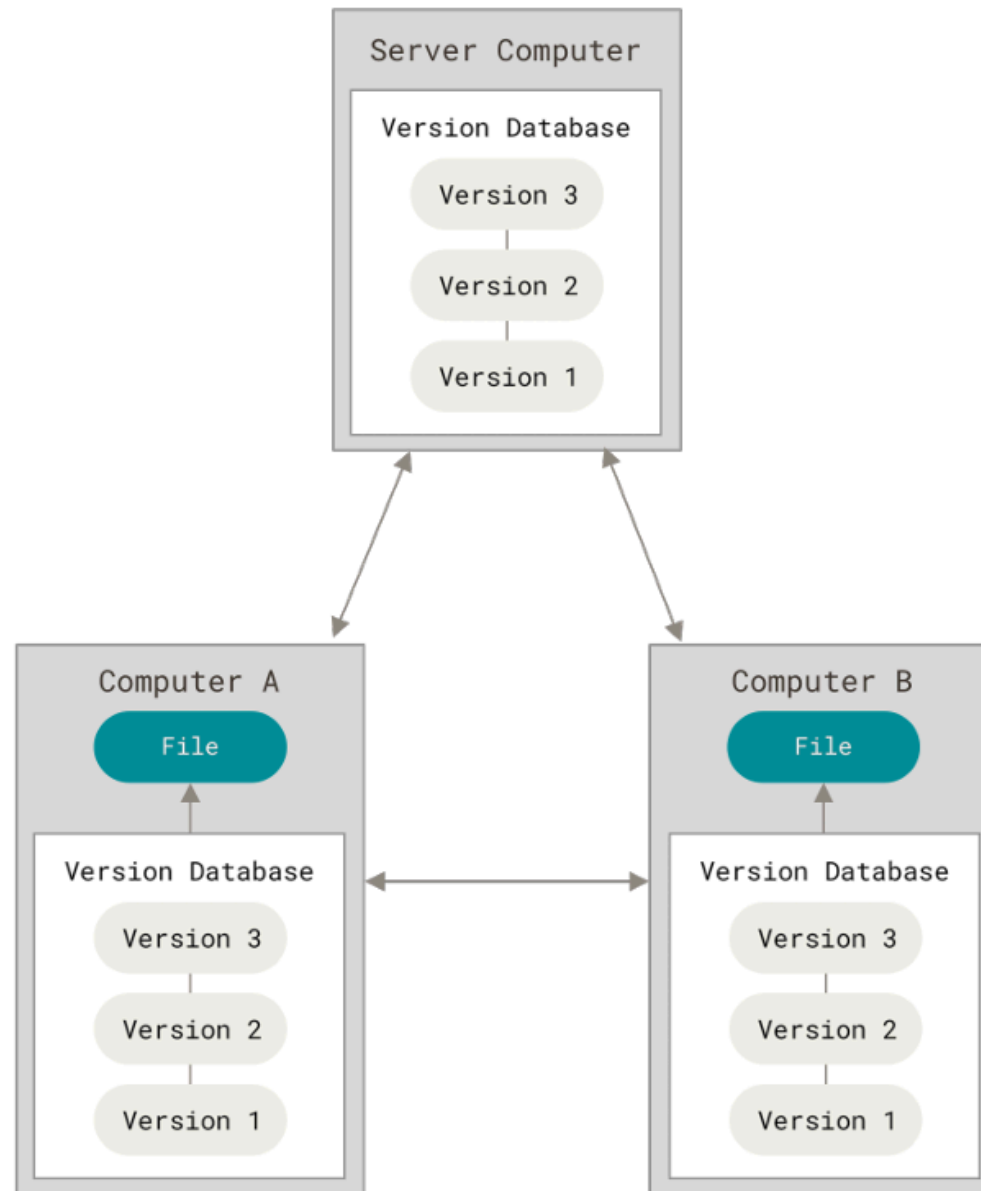 Server Computer
Version Database
Version 3
Version 2
Version 1
Computer A
File
Version Database
Version 3
Version 2
Version 1
Computer B
File
Version Database
Version 3
Version 2
Version 1